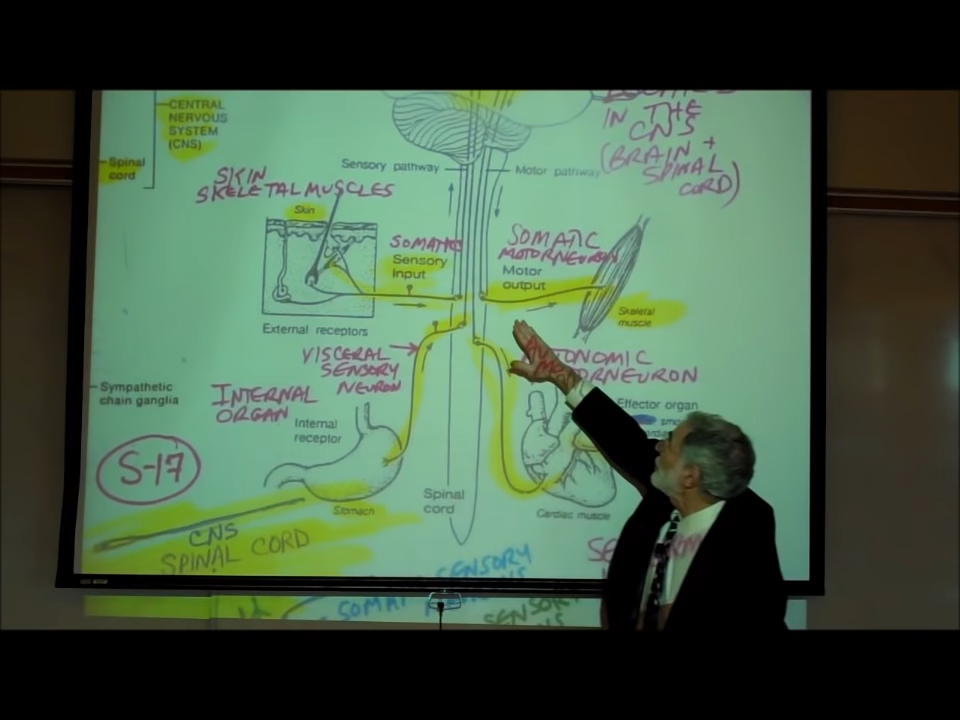 CENTRAL
NERVOUS
SYSTEM
(CNS)
Spinal
cord
IN THE
CNS
(BRAIN +
SPINAL
CORD)
Sensory pathway
Motor pathway
SKIN
SKELETAL MUSCLES
Skin
SOMATIC
Sensory
input
SOMATIC
MOTORNEURON
Motor
output
Skeletal
muscle
External receptors
VISCERAL
SENSORY
NEURON
AUTONOMIC
MOTORNEURON
Sympathetic
chain ganglia
INTERNAL
ORGAN
Internal
receptor
Effector organ
S-17
Stomach
Spinal
cord
Cardiac muscle
CNS
SPINAL CORD
SENSORY
SENSORY